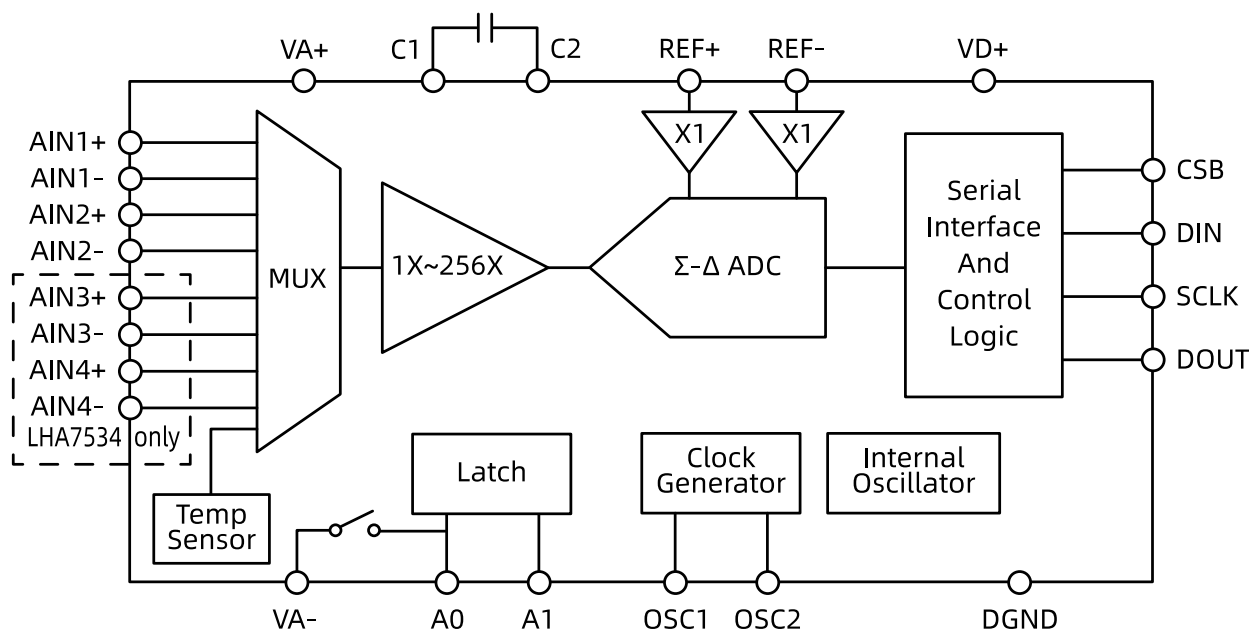 VA+
C1
C2
REF+
REF-
VD+
AIN1+
AIN1-
AIN2+
AIN2-
AIN3+
AIN3-
AIN4+
AIN4-
LHA7534 only
MUX
1X~256X
X1
X1
Σ-Δ ADC
Serial
Interface
And
Control
Logic
CSB
DIN
SCLK
DOUT
Temp
Sensor
Latch
Clock
Generator
Internal
Oscillator
VA-
A0
A1
OSC1
OSC2
DGND